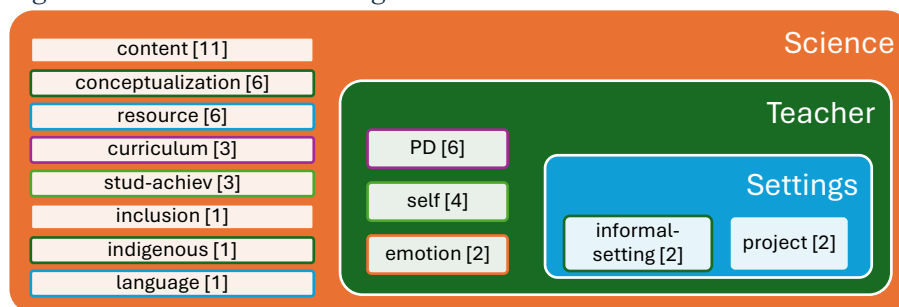 Science
content [11]
conceptualization [6]
resource [6]
curriculum [3]
stud-achiev [3]
inclusion [1]
indigenous [1]
language [1]
Teacher
PD [6]
self [4]
emotion [2]
Settings
informal-
setting [2]
project [2]